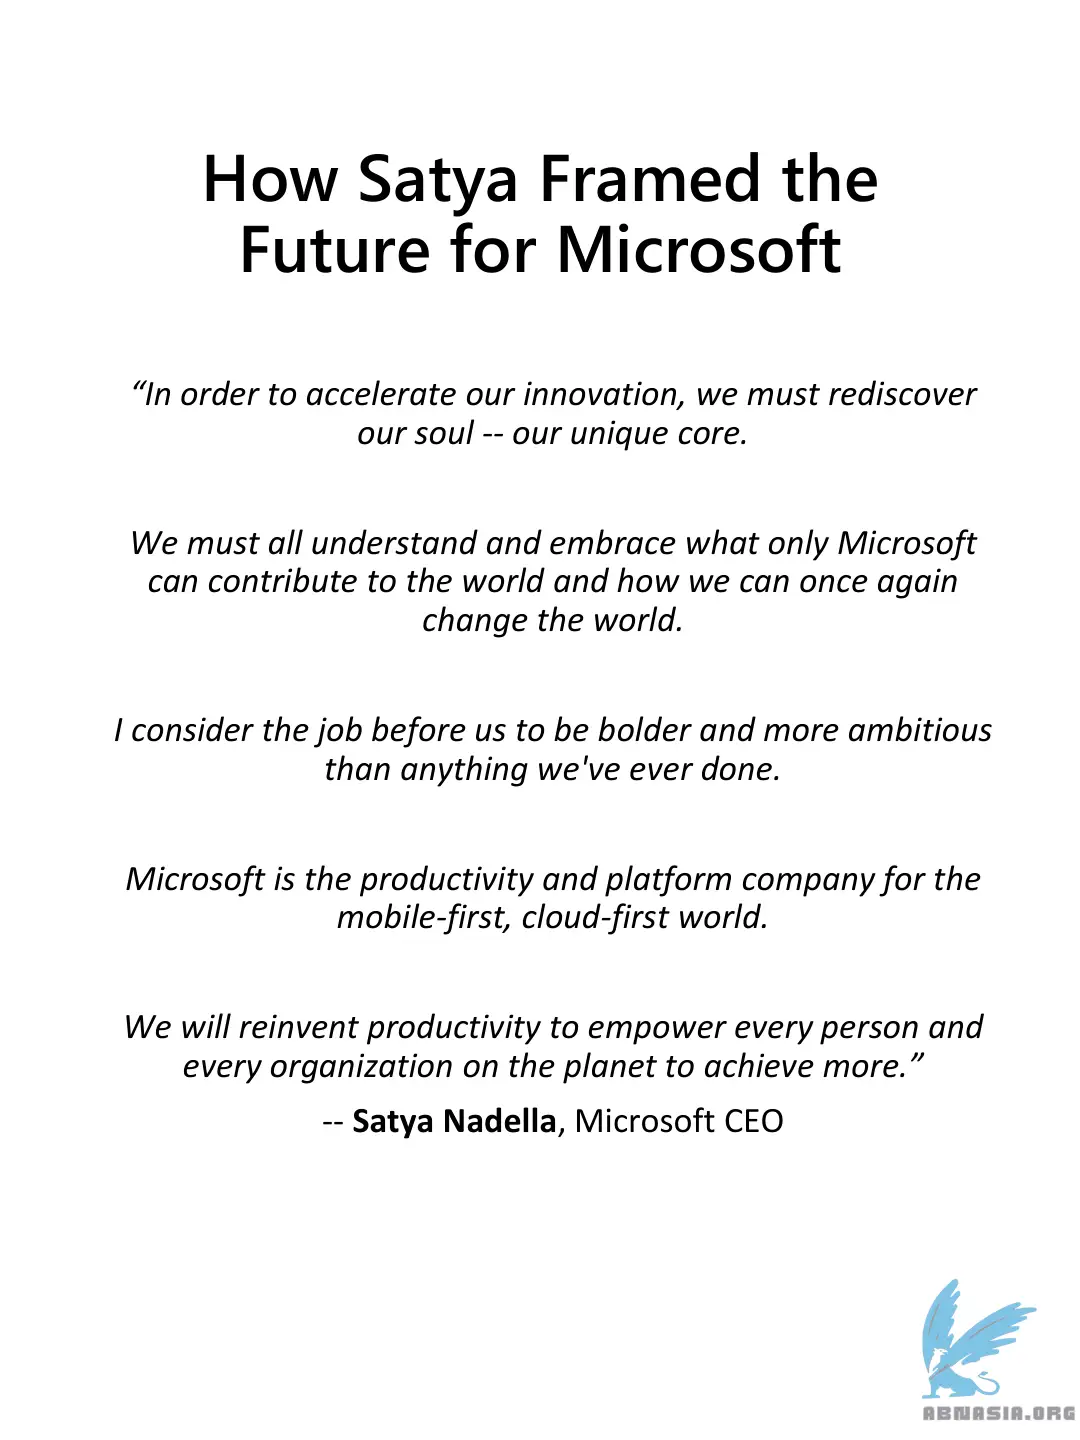 How Satya Framed the
Future for Microsoft
“In order to accelerate our innovation, we must rediscover
our soul -- our unique core.
We must all understand and embrace what only Microsoft
can contribute to the world and how we can once again
change the world.
I consider the job before us to be bolder and more ambitious
than anything we've ever done.
Microsoft is the productivity and platform company for the
mobile-first, cloud-first world.
We will reinvent productivity to empower every person and
every organization on the planet to achieve more.”
-- Satya Nadella, Microsoft CEO
ABNASIA.ORG